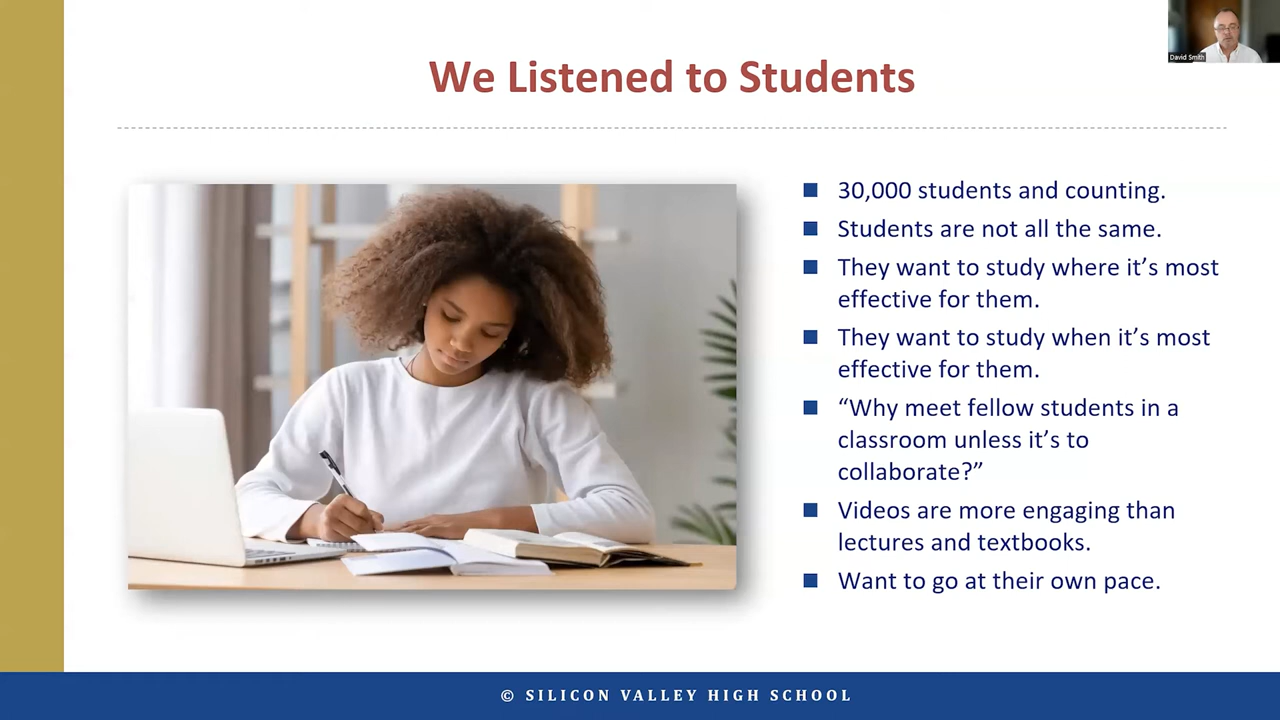 David Smith
We Listened to Students
30,000 students and counting.
Students are not all the same.
They want to study where it’s most
effective for them.
They want to study when it’s most
effective for them.
“Why meet fellow students in a
classroom unless it’s to
collaborate?”
Videos are more engaging than
lectures and textbooks.
Want to go at their own pace.
© SILICON VALLEY HIGH SCHOOL